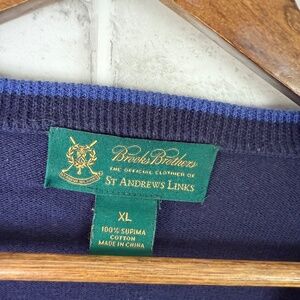 Brooks Brothers
THE OFFICIAL CLOTHIER OF
ST ANDREWS LINKS
XL
100% SUPIMA
COTTON
MADE IN CHINA